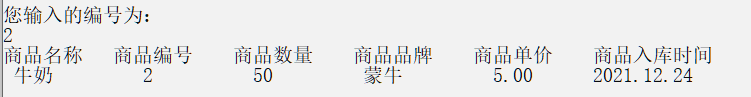 您输入的编号为:
2
商品名称 商品编号 商品数量 商品品牌 商品单价 商品入库时间
牛奶 2 50 蒙牛 5.00 2021.12.24